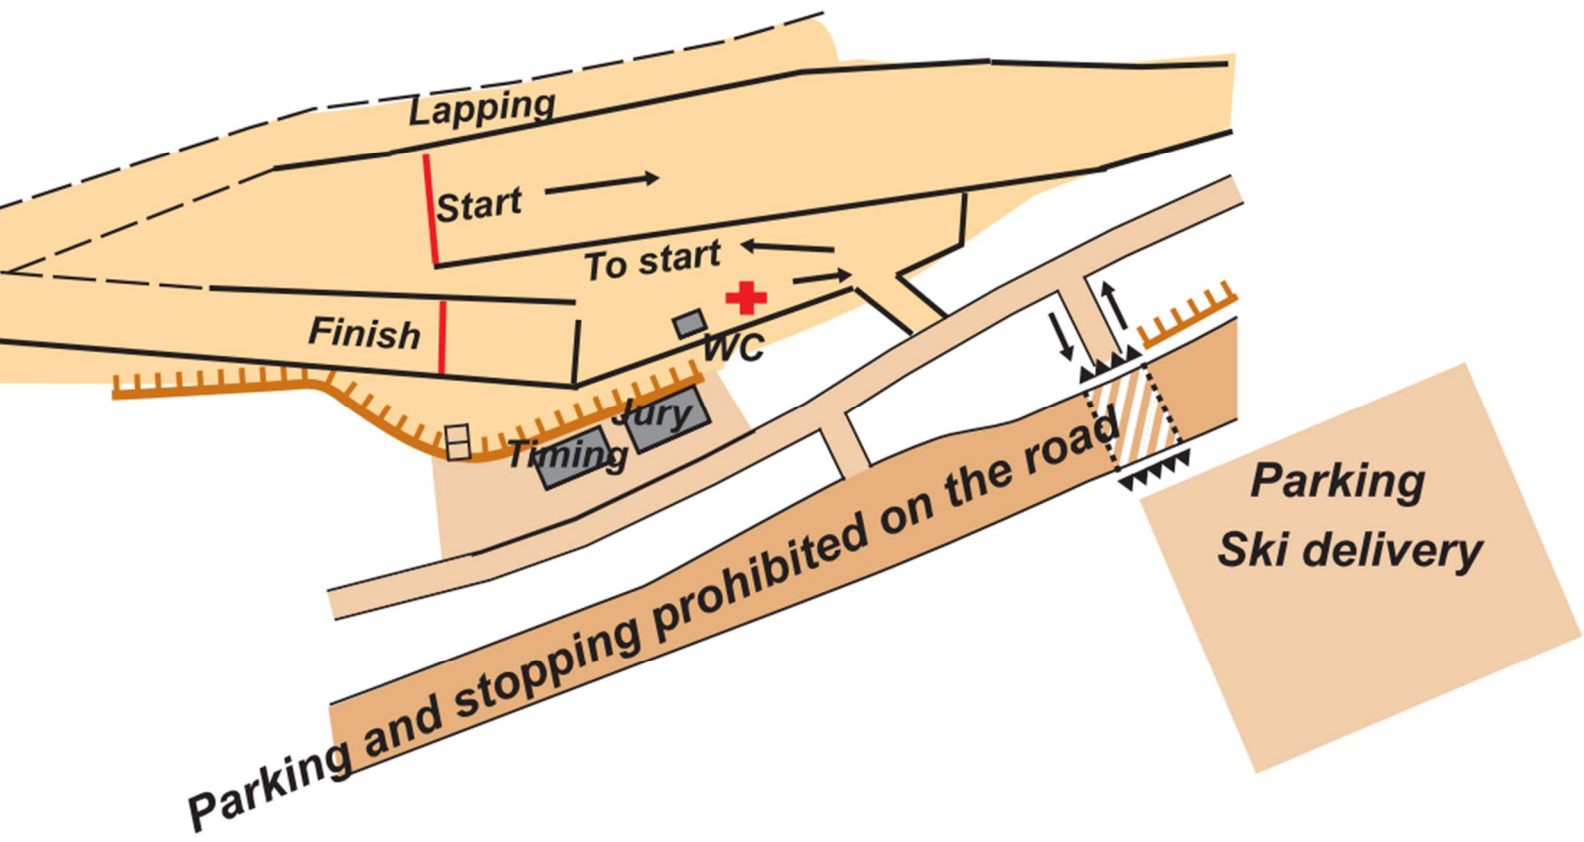 Lapping
Start
To start
Finish
WC
Jury
Timing
Parking and stopping prohibited on the road
Parking
Ski delivery